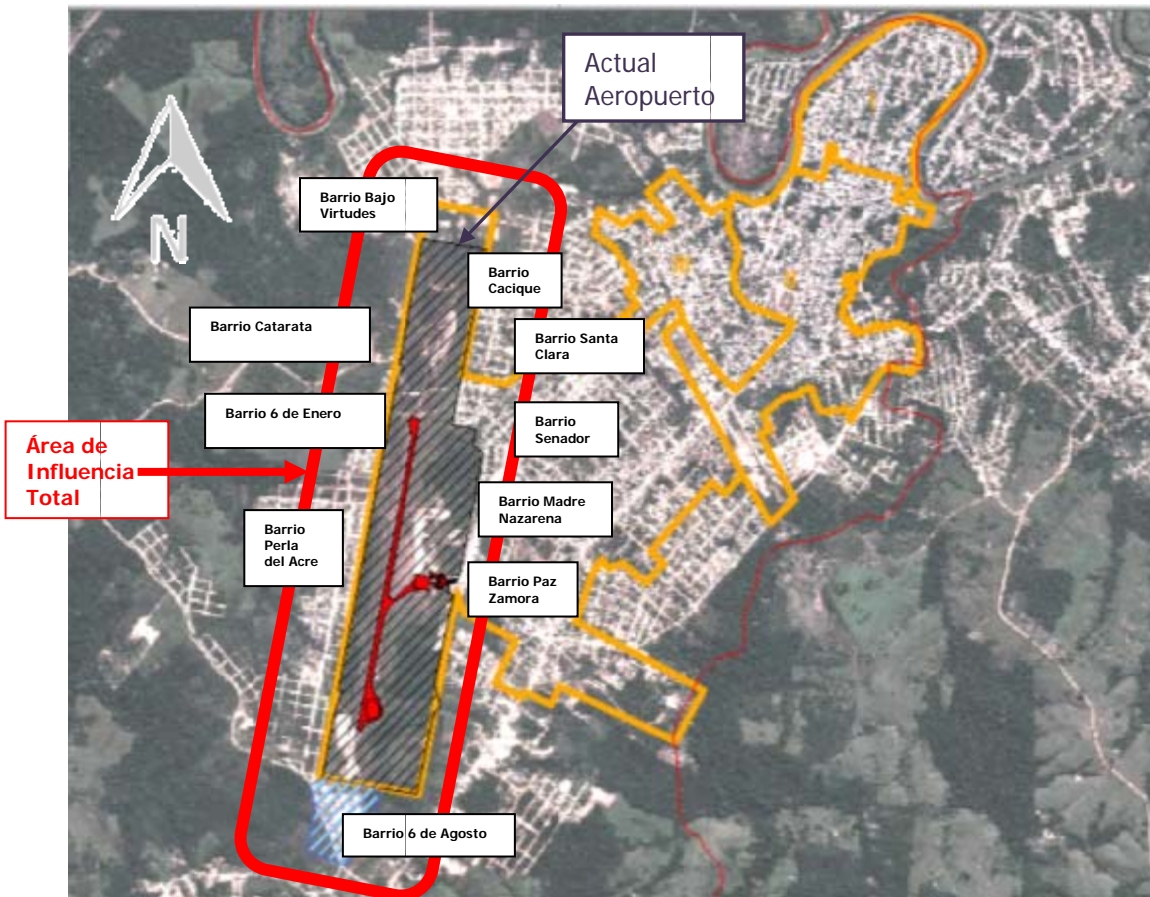 Actual
Aeropuerto
Barrio Bajo
Virtudes
N
Barrio
Cacique
Barrio Catarata
Barrio Santa
Clara
Barrio 6 de Enero
Barrio
Senador
Área de
Influencia
Total
Barrio Madre
Nazarena
Barrio
Perla
del Acre
Barrio Paz
Zamora
Barrio 6 de Agosto